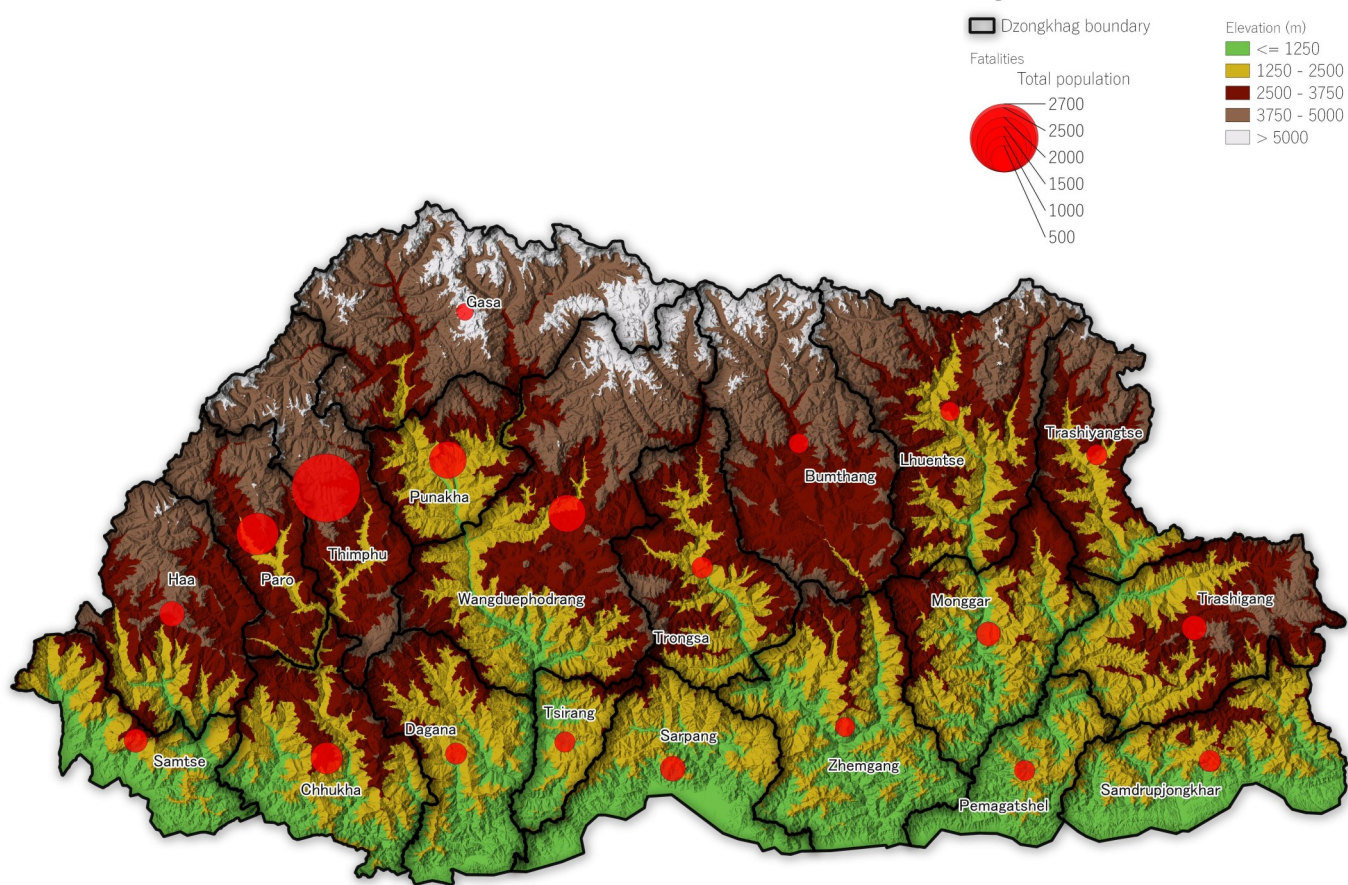 Dzongkhag boundary
Fatalities
Total population
2700
2500
2000
1500
1000
500
Elevation (m)
<= 1250
1250 - 2500
2500 - 3750
3750 - 5000
> 5000
Gasa
Punakha
Lhuentse
Trashiyangtse
Bumthang
Thimphu
Paro
Haa
Wangduephodrang
Trongsa
Monggar
Trashigang
Samtse
Chhukha
Dagana
Tsirang
Sarpang
Zhemgang
Pemagatshel
Samdrupjongkhar